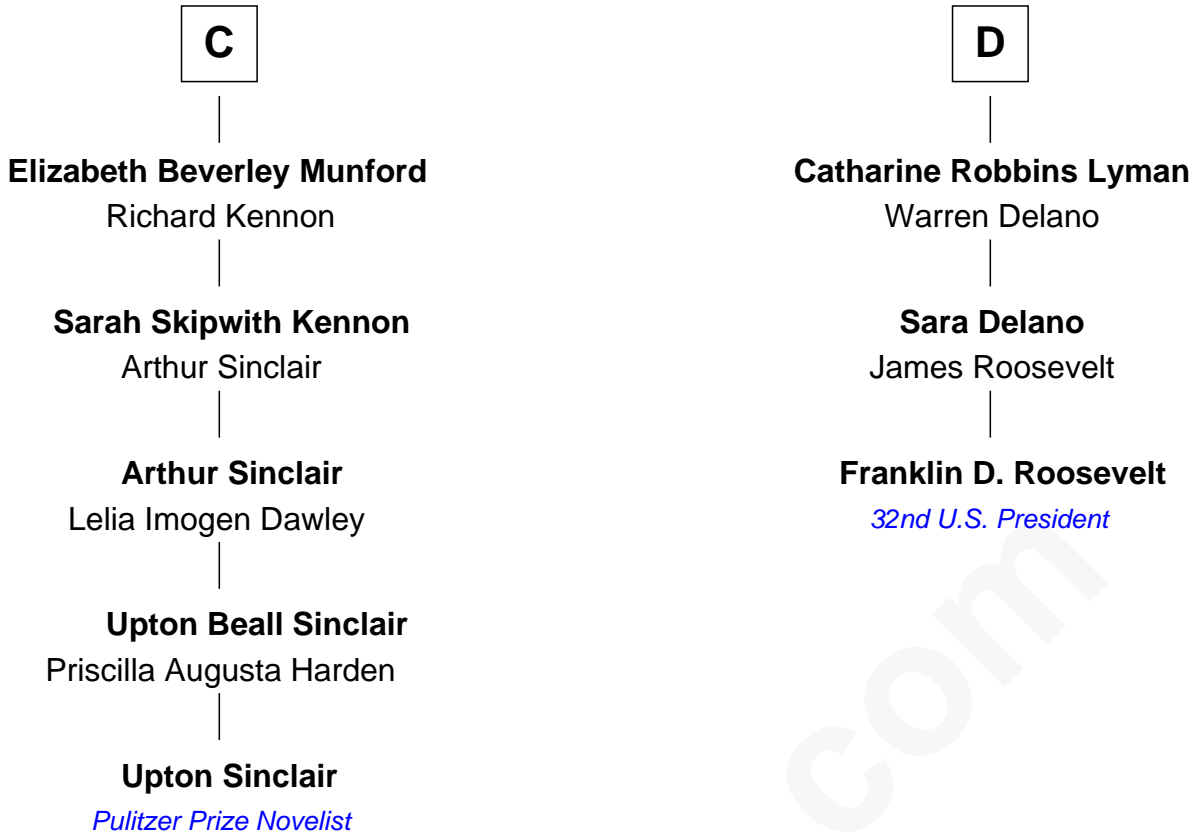 C
Elizabeth Beverley Munford
Richard Kennon
Sarah Skipwith Kennon
Arthur Sinclair
Arthur Sinclair
Lelia Imogen Dawley
Upton Beall Sinclair
Priscilla Augusta Harden
Upton Sinclair
Pulitzer Prize Novelist
D
Catharine Robbins Lyman
Warren Delano
Sara Delano
James Roosevelt
Franklin D. Roosevelt
32nd U.S. President
com